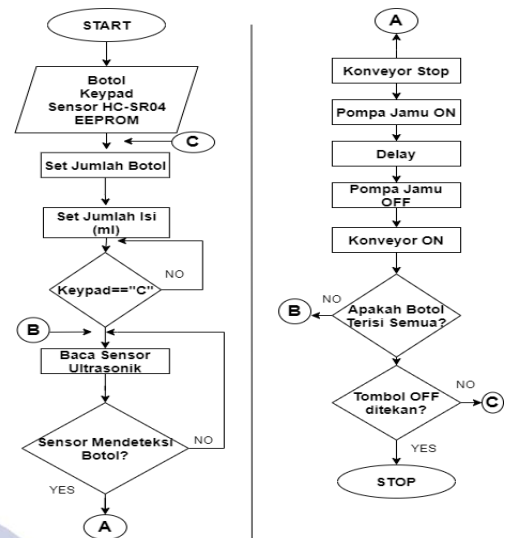 START
Botol
Keypad
Sensor HC-SR04
EEPROM
C
Set Jumlah Botol
Set Jumlah Isi
(ml)
NO
Keypad=="C"
B
Baca Sensor
Ultrasonik
Sensor Mendeteksi
Botol?
NO
YES
A
A
Konveyor Stop
Pompa Jamu ON
Delay
Pompa Jamu
OFF
Konveyor ON
NO
B
Apakah Botol
Terisi Semua?
NO
Tombol OFF
ditekan?
C
YES
STOP